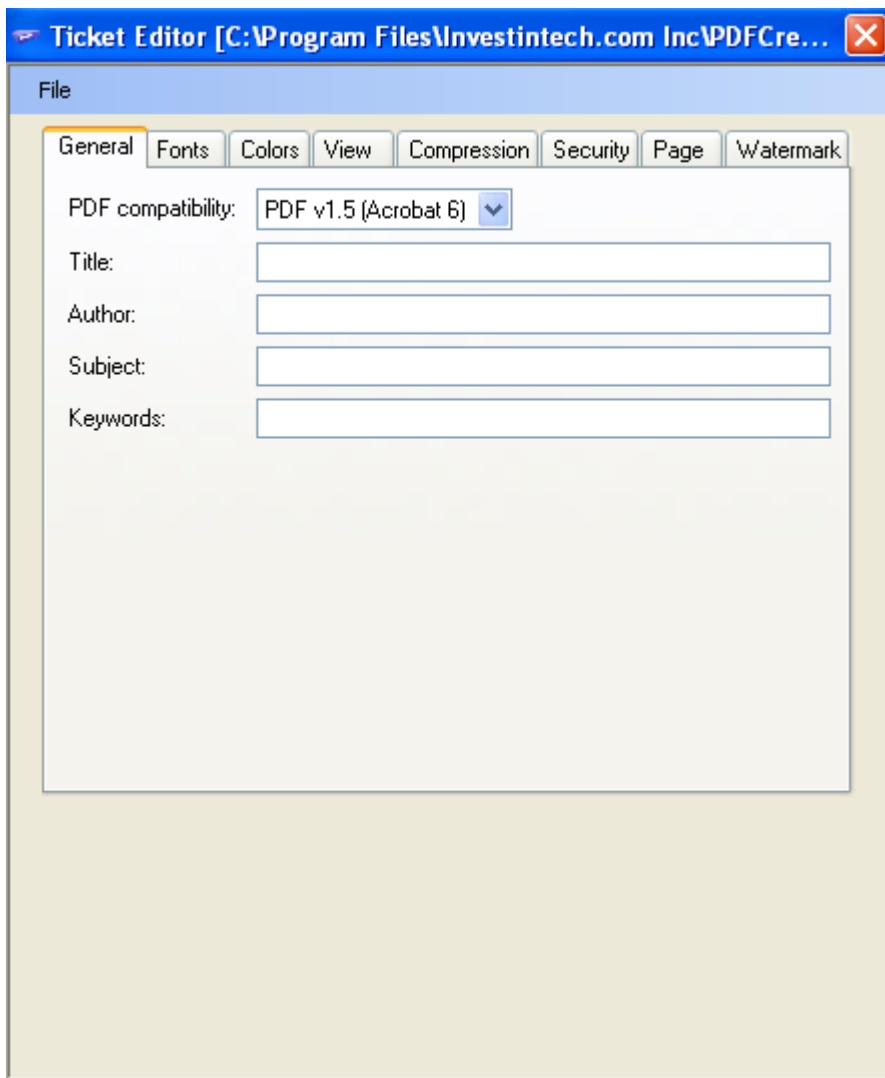 Ticket Editor [C:\Program Files\Investintech.com Inc\PDFCre...
File
General Fonts Colors View Compression Security Page Watermark
PDF compatibility: PDF v1.5 (Acrobat 6)
Title:
Author:
Subject:
Keywords: